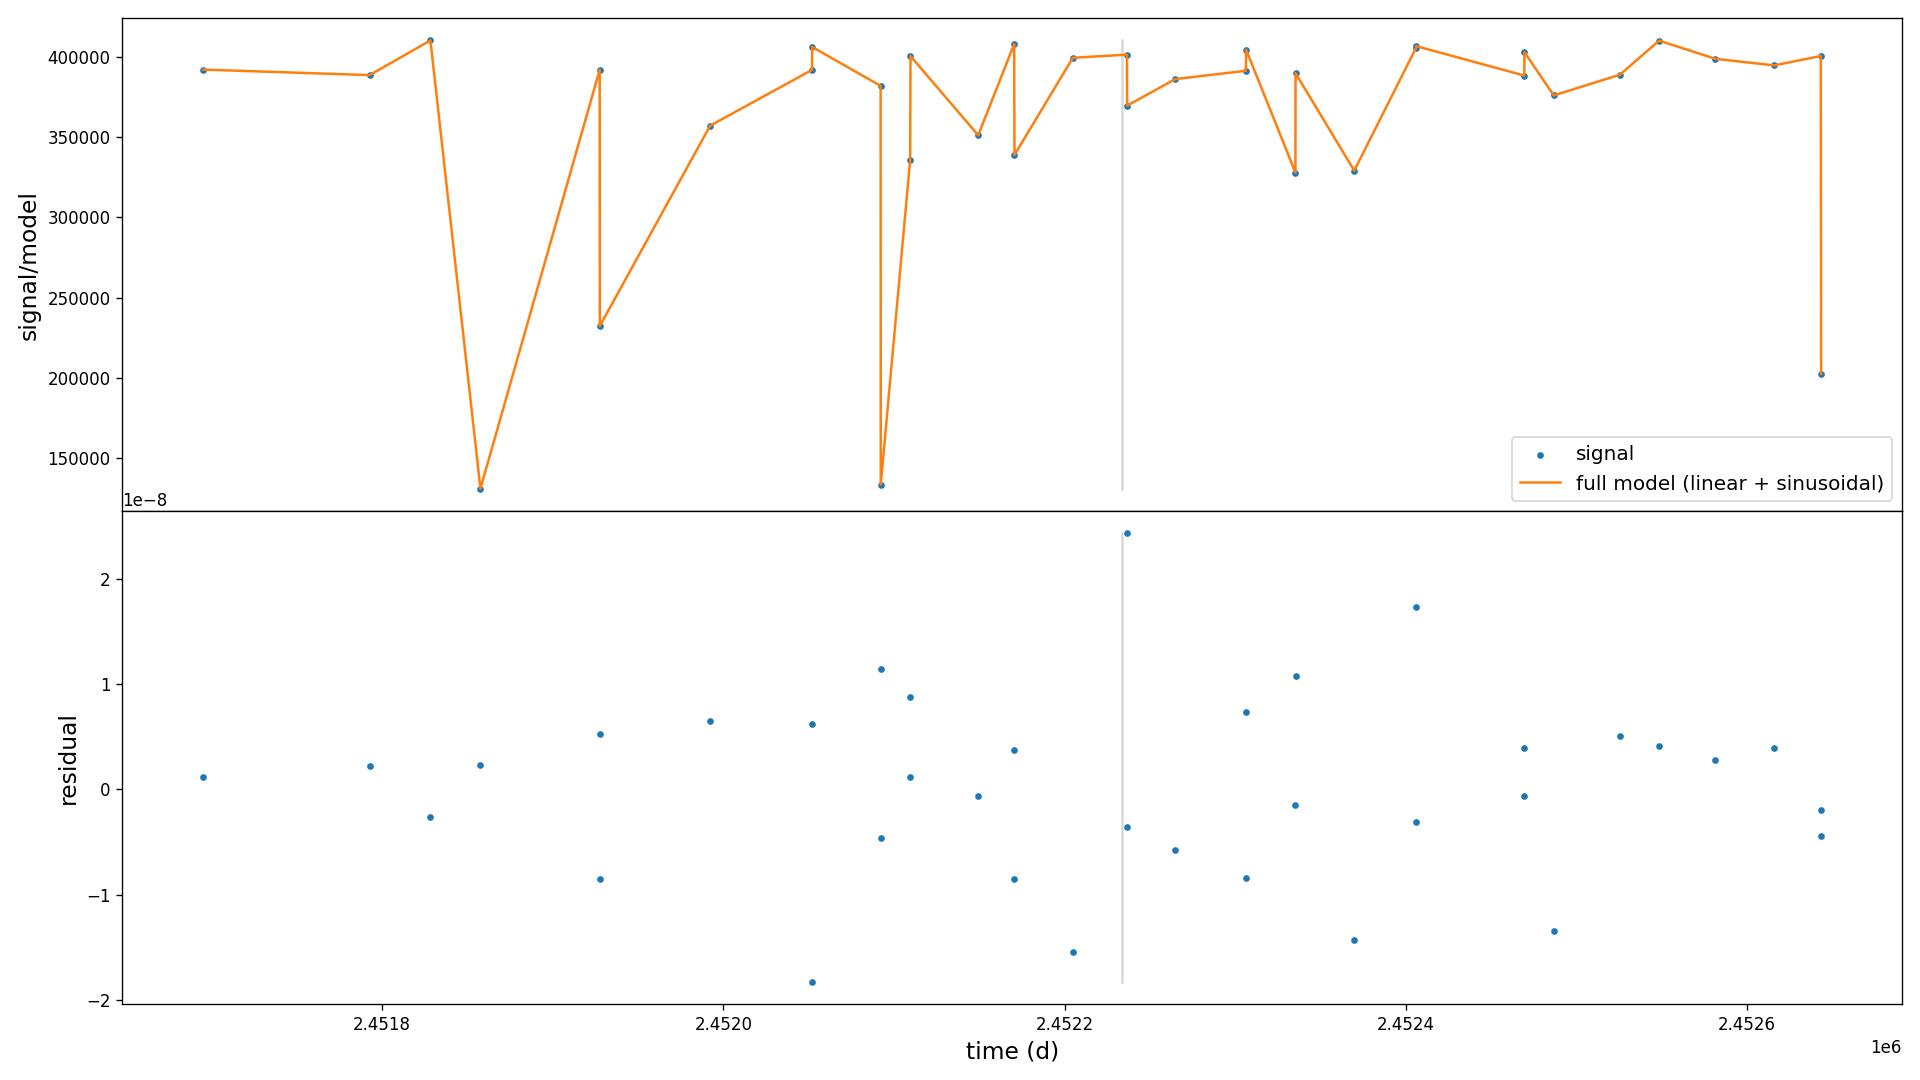 400000
350000
300000
250000
200000
150000
signal/model
signal
full model (linear + sinusoidal)
1e−8
2
1
0
−1
−2
residual
2.4518
2.4520
2.4522
2.4524
2.4526
1e6
time (d)